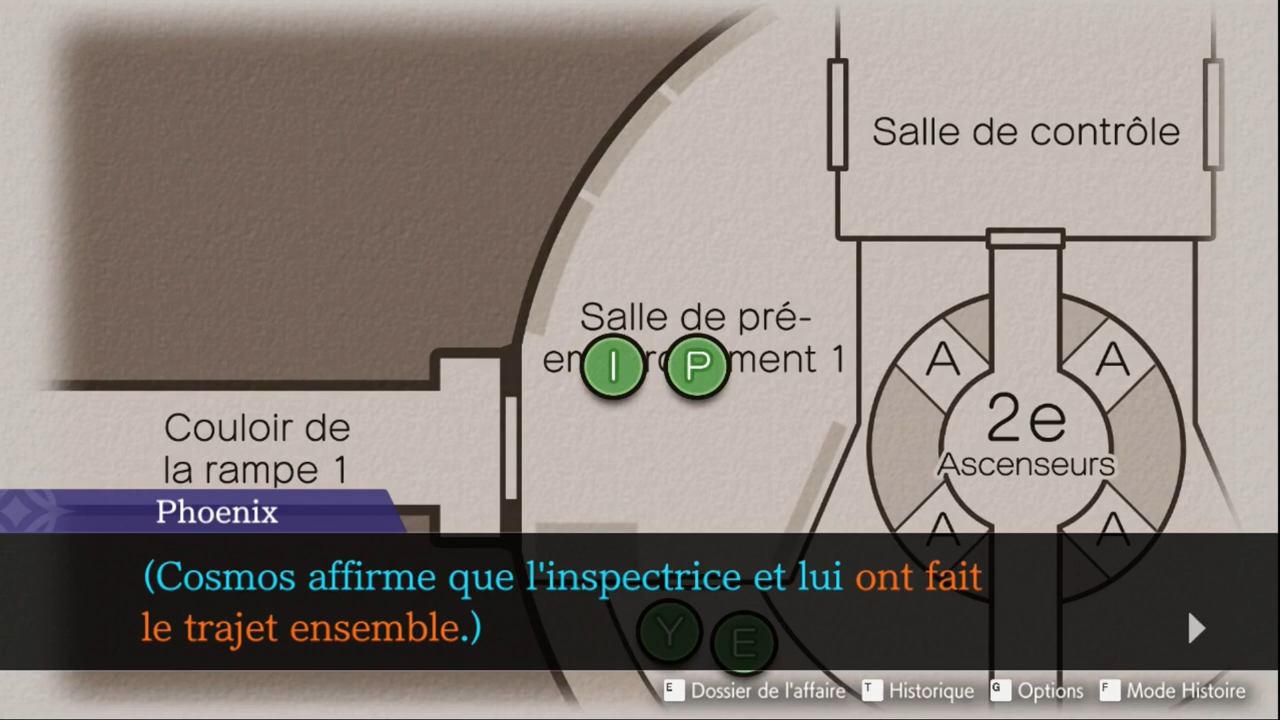 Salle de contrôle
Salle de pré-
ment 1
I
P
A
A
2e
Ascenseurs
A
A
Couloir de
la rampe 1
Phoenix
(Cosmos affirme que l'inspectrice et lui ont fait
le trajet ensemble.)
Y
E
E Dossier de l'affaire
T Historique
G Options
F Mode Histoire